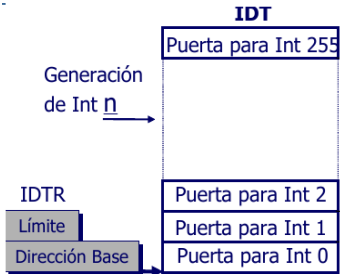 IDT
Puerta para Int 255
Generación
de Int n
IDTR
Puerta para Int 2
Límite
Puerta para Int 1
Dirección Base
Puerta para Int 0